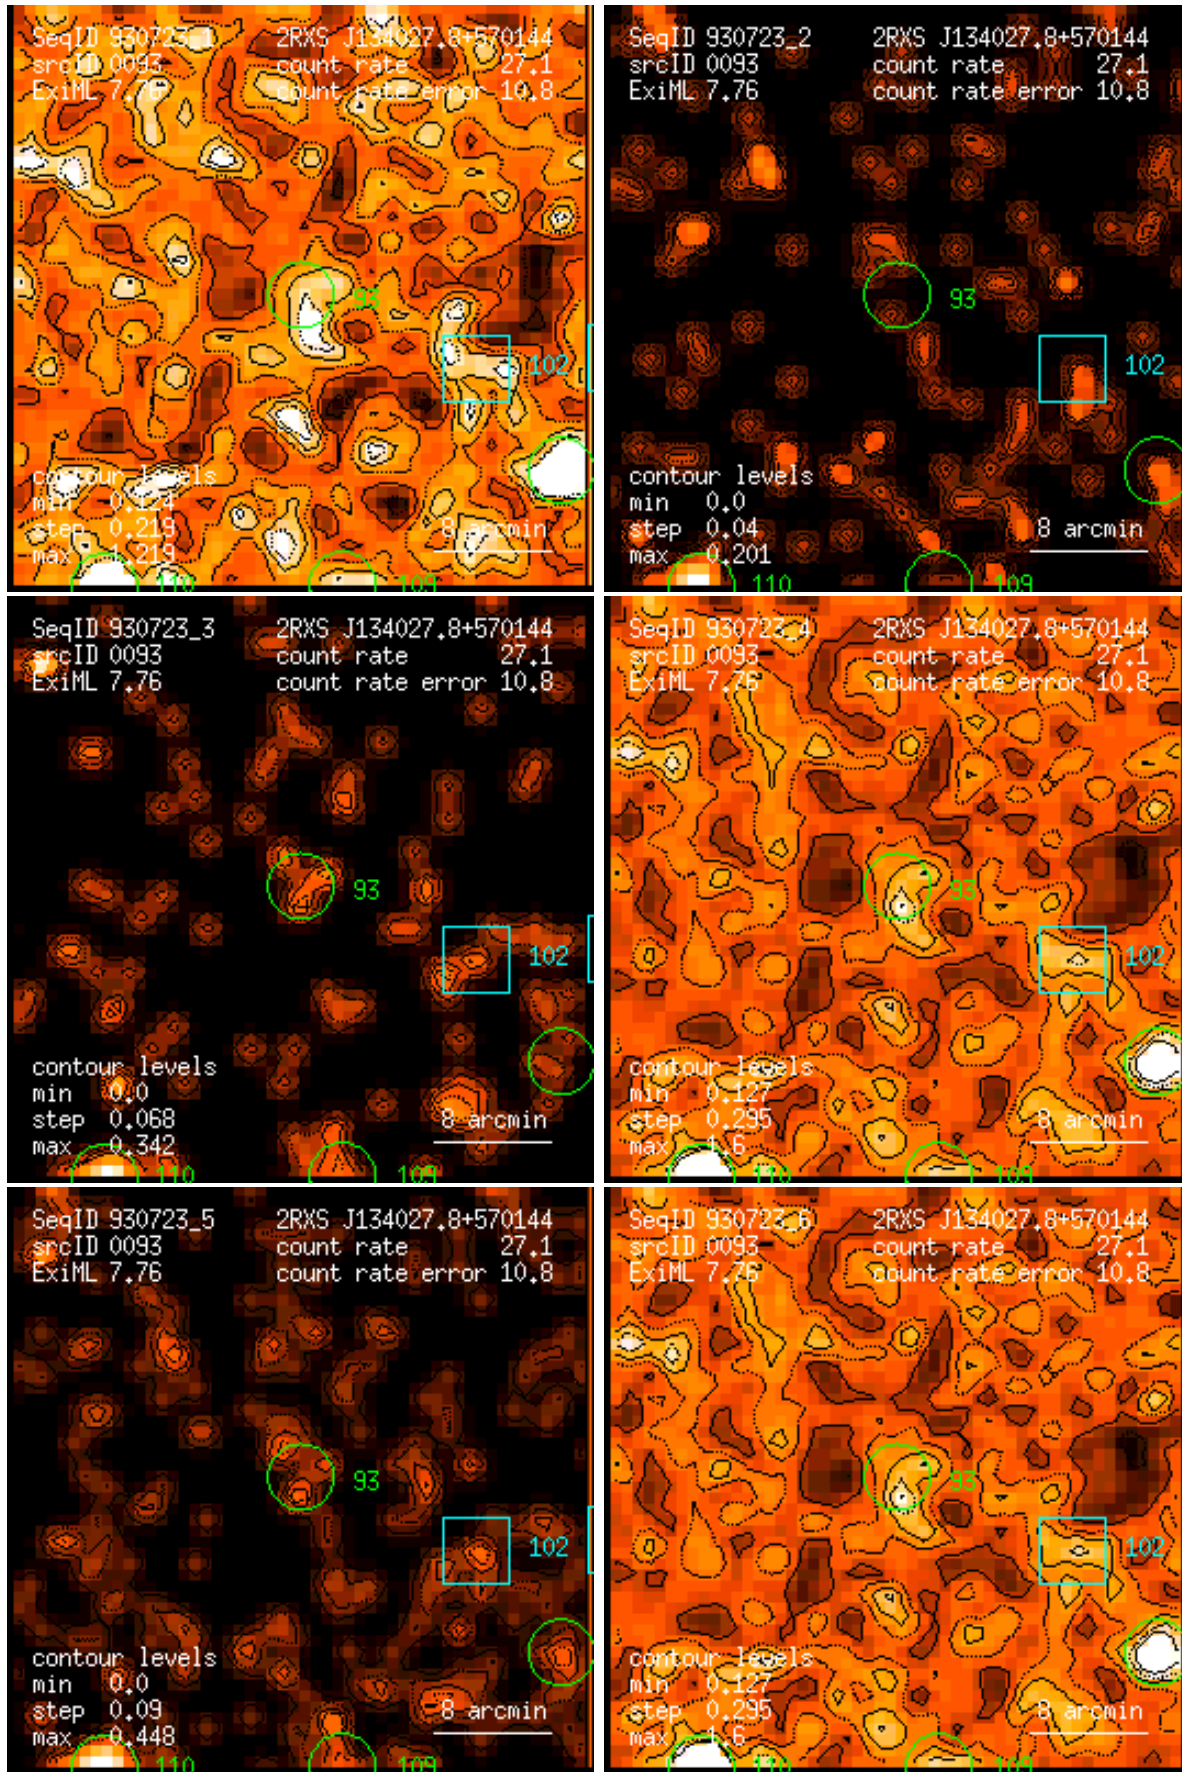 SeqID 930723_1 2RXS J134027.8+570144
srcID 0093 count rate 27.1
ExiML 7.76 count rate error 10.8
93
102
contour levels
min 0.124
step 0.219
max 1.219
8 arcmin
110 109
SeqID 930723_2 2RXS J134027.8+570144
srcID 0093 count rate 27.1
ExiML 7.76 count rate error 10.8
93
102
contour levels
min 0.0
step 0.04
max 0.201
8 arcmin
110 109
SeqID 930723_3 2RXS J134027.8+570144
srcID 0093 count rate 27.1
ExiML 7.76 count rate error 10.8
93
102
contour levels
min 0.0
step 0.068
max 0.342
8 arcmin
110 109
SeqID 930723_4 2RXS J134027.8+570144
srcID 0093 count rate 27.1
ExiML 7.76 count rate error 10.8
93
102
contour levels
min 0.127
step 0.295
max 1.6
8 arcmin
110 109
SeqID 930723_5 2RXS J134027.8+570144
srcID 0093 count rate 27.1
ExiML 7.76 count rate error 10.8
93
102
contour levels
min 0.0
step 0.09
max 0.448
8 arcmin
110 109
SeqID 930723_6 2RXS J134027.8+570144
srcID 0093 count rate 27.1
ExiML 7.76 count rate error 10.8
93
102
contour levels
min 0.127
step 0.295
max 1.6
8 arcmin
110 109